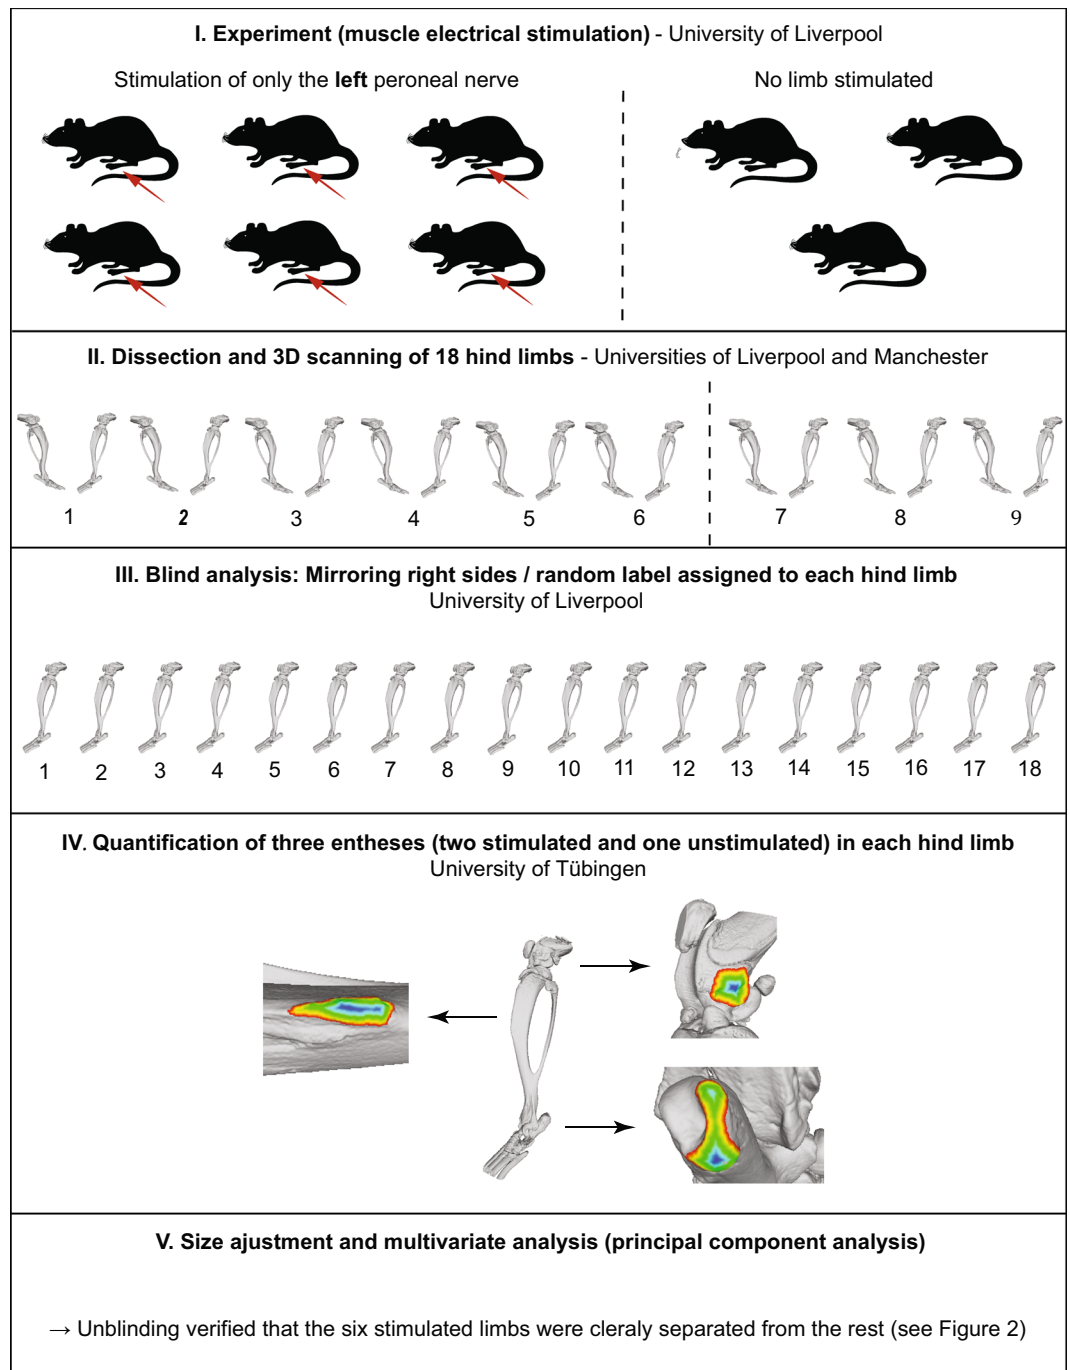 I. Experiment (muscle electrical stimulation) - University of Liverpool
Stimulation of only the left peroneal nerve
No limb stimulated
II. Dissection and 3D scanning of 18 hind limbs - Universities of Liverpool and Manchester
1 2 3 4 5 6 7 8 9
III. Blind analysis: Mirroring right sides / random label assigned to each hind limb
University of Liverpool
1 2 3 4 5 6 7 8 9 10 11 12 13 14 15 16 17 18
IV. Quantification of three entheses (two stimulated and one unstimulated) in each hind limb
University of Tübingen
V. Size ajustment and multivariate analysis (principal component analysis)
→ Unblinding verified that the six stimulated limbs were cleraly separated from the rest (see Figure 2)